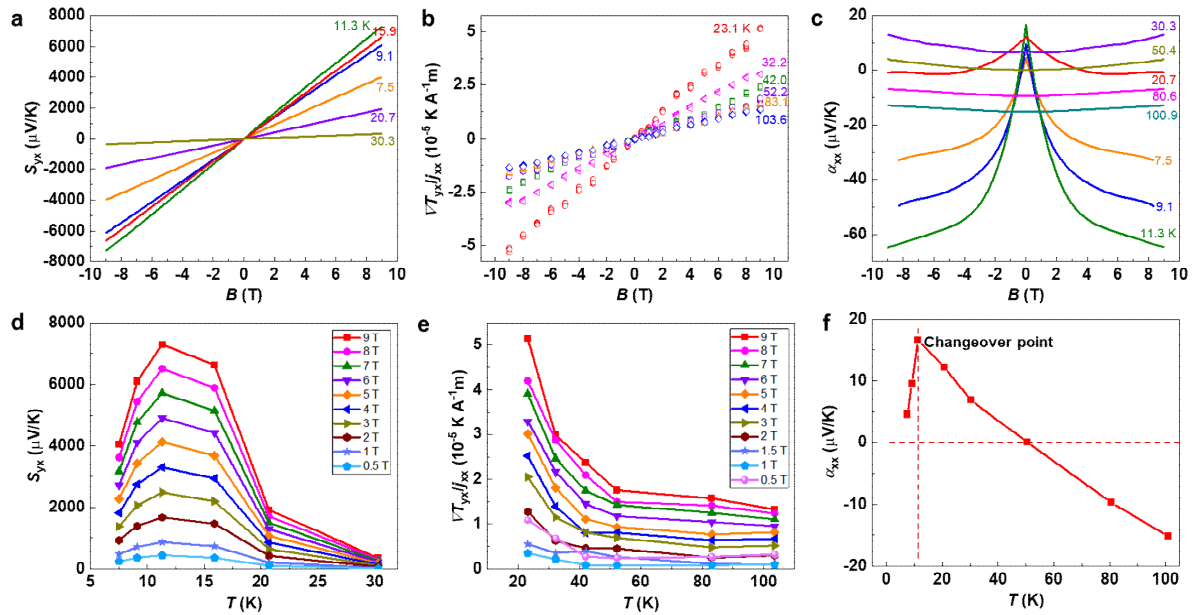 a
8000
6000
4000
2000
0
-2000
-4000
-6000
-8000
-10 -8 -6 -4 -2 0 2 4 6 8 10
S_yx (μV/K)
B (T)
11.3 K
15.9
9.1
7.5
20.7
30.3
b
5
2.5
0
-2.5
-5
-10 -8 -6 -4 -2 0 2 4 6 8 10
∇T_yx/j_xx (10⁻⁵ K A⁻¹m)
B (T)
23.1 K
32.2
42.0
52.2
83.1
103.6
c
20
0
-20
-40
-60
-10 -8 -6 -4 -2 0 2 4 6 8 10
α_xx (μV/K)
B (T)
30.3
50.4
20.7
80.6
100.9
7.5
9.1
11.3 K
d
8000
6000
4000
2000
0
5 10 15 20 25 30
S_yx (μV/K)
T (K)
9 T
8 T
7 T
6 T
5 T
4 T
3 T
2 T
1 T
0.5 T
e
5
4
3
2
1
0
20 40 60 80 100
∇T_yx/j_xx (10⁻⁵ K A⁻¹m)
T (K)
9 T
8 T
7 T
6 T
5 T
4 T
3 T
2 T
1.5 T
1 T
0.5 T
f
20
10
0
-10
-20
0 20 40 60 80 100
α_xx (μV/K)
T (K)
Changeover point